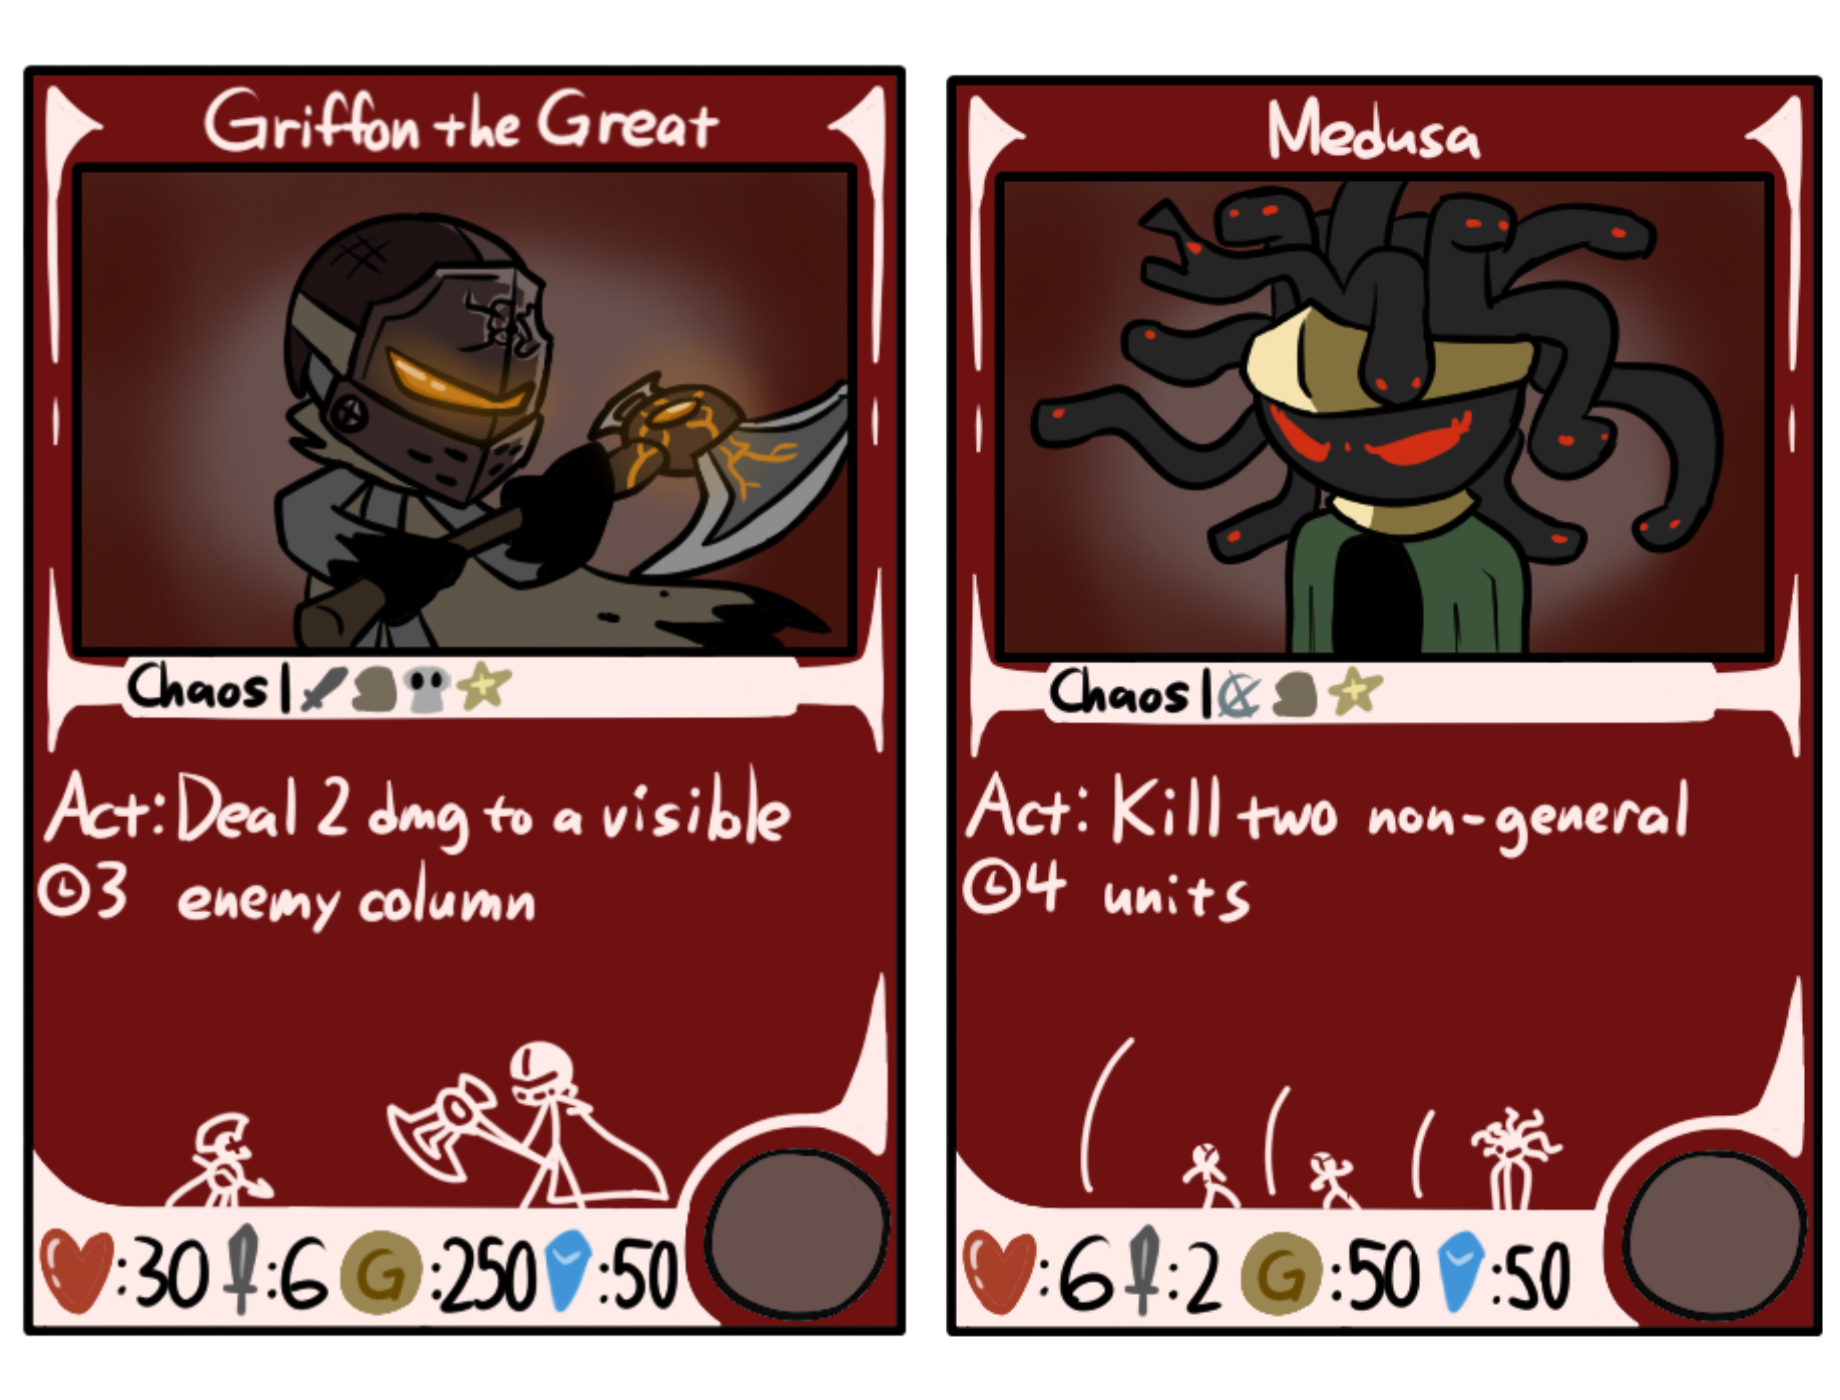 Griffon the Great
Chaos |
Act: Deal 2 dmg to a visible
3 enemy column
:30 :6 G :250 :50
Medusa
Chaos |
Act: Kill two non-general
4 units
:6 :2 G :50 :50